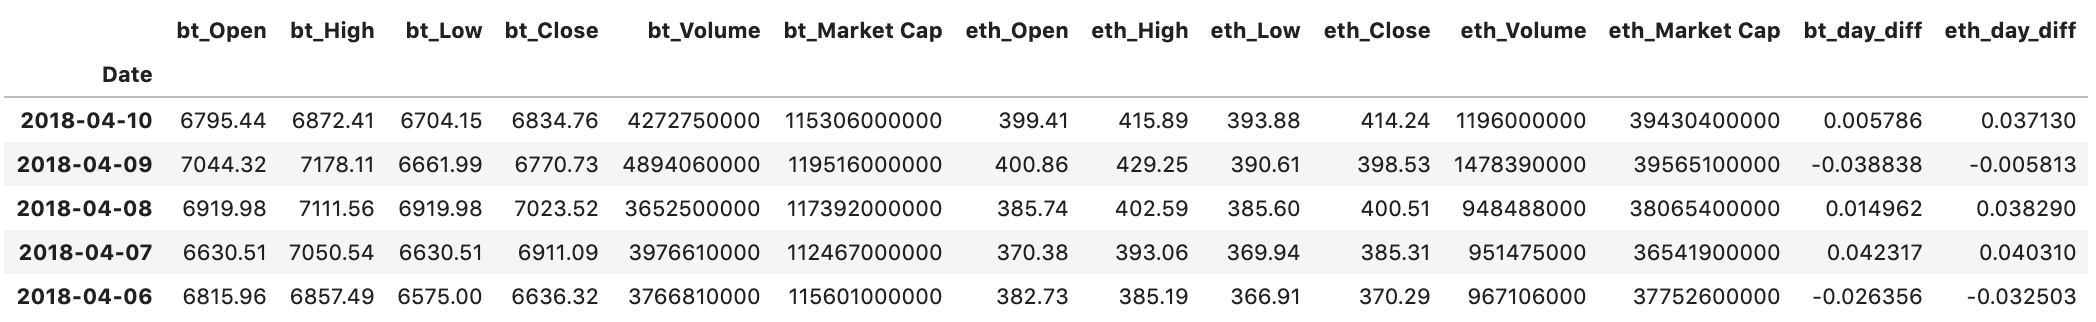 bt_Open bt_High bt_Low bt_Close bt_Volume bt_Market Cap eth_Open eth_High eth_Low eth_Close eth_Volume eth_Market Cap bt_day_diff eth_day_diff
Date
2018-04-10 6795.44 6872.41 6704.15 6834.76 4272750000 115306000000 399.41 415.89 393.88 414.24 1196000000 39430400000 0.005786 0.037130
2018-04-09 7044.32 7178.11 6661.99 6770.73 4894060000 119516000000 400.86 429.25 390.61 398.53 1478390000 39565100000 -0.038838 -0.005813
2018-04-08 6919.98 7111.56 6919.98 7023.52 3652500000 117392000000 385.74 402.59 385.60 400.51 948488000 38065400000 0.014962 0.038290
2018-04-07 6630.51 7050.54 6630.51 6911.09 3976610000 112467000000 370.38 393.06 369.94 385.31 951475000 36541900000 0.042317 0.040310
2018-04-06 6815.96 6857.49 6575.00 6636.32 3766810000 115601000000 382.73 385.19 366.91 370.29 967106000 37752600000 -0.026356 -0.032503